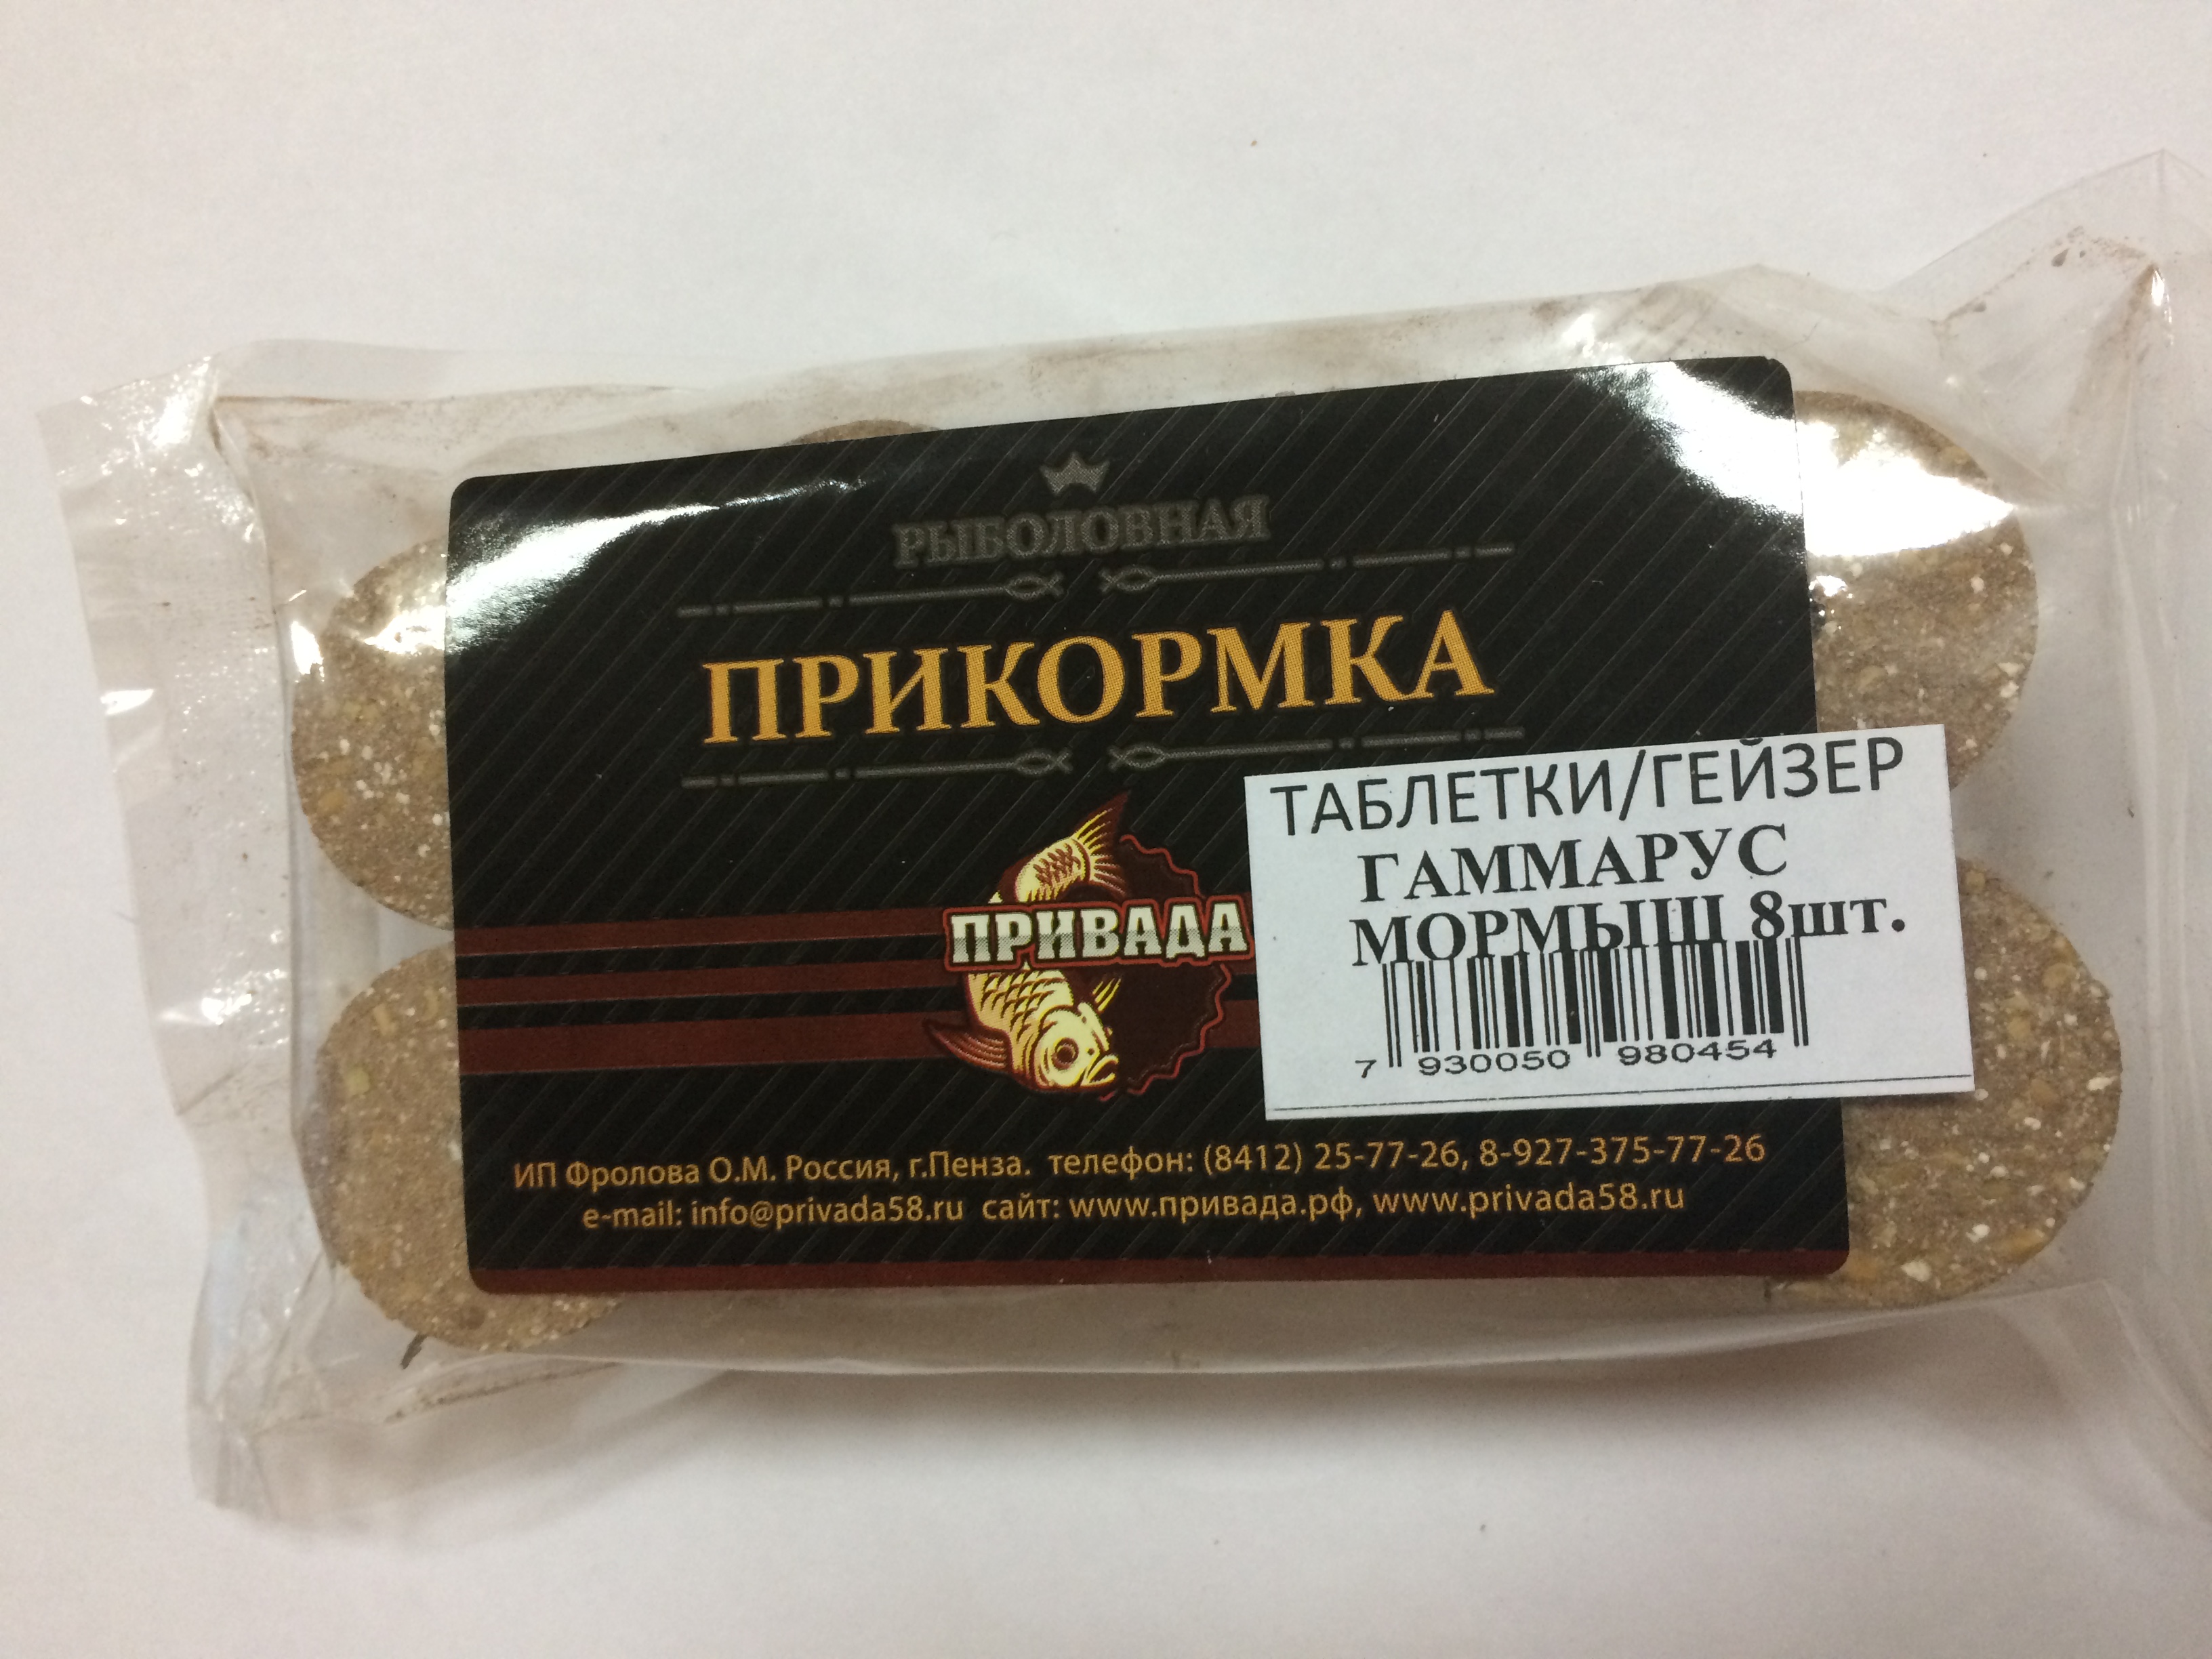 РЫБОЛОВНАЯ
ПРИКОРМКА
ПРИВАДА
ТАБЛЕТКИ/ГЕЙЗЕР
ГАММАРУС
МОРМЫШ 8шт.
7 930050 980454
ИП Фролова О.М. Россия, г.Пенза. телефон: (8412) 25-77-26, 8-927-375-77-26
e-mail: info@privada58.ru сайт: www.привада.рф, www.privada58.ru